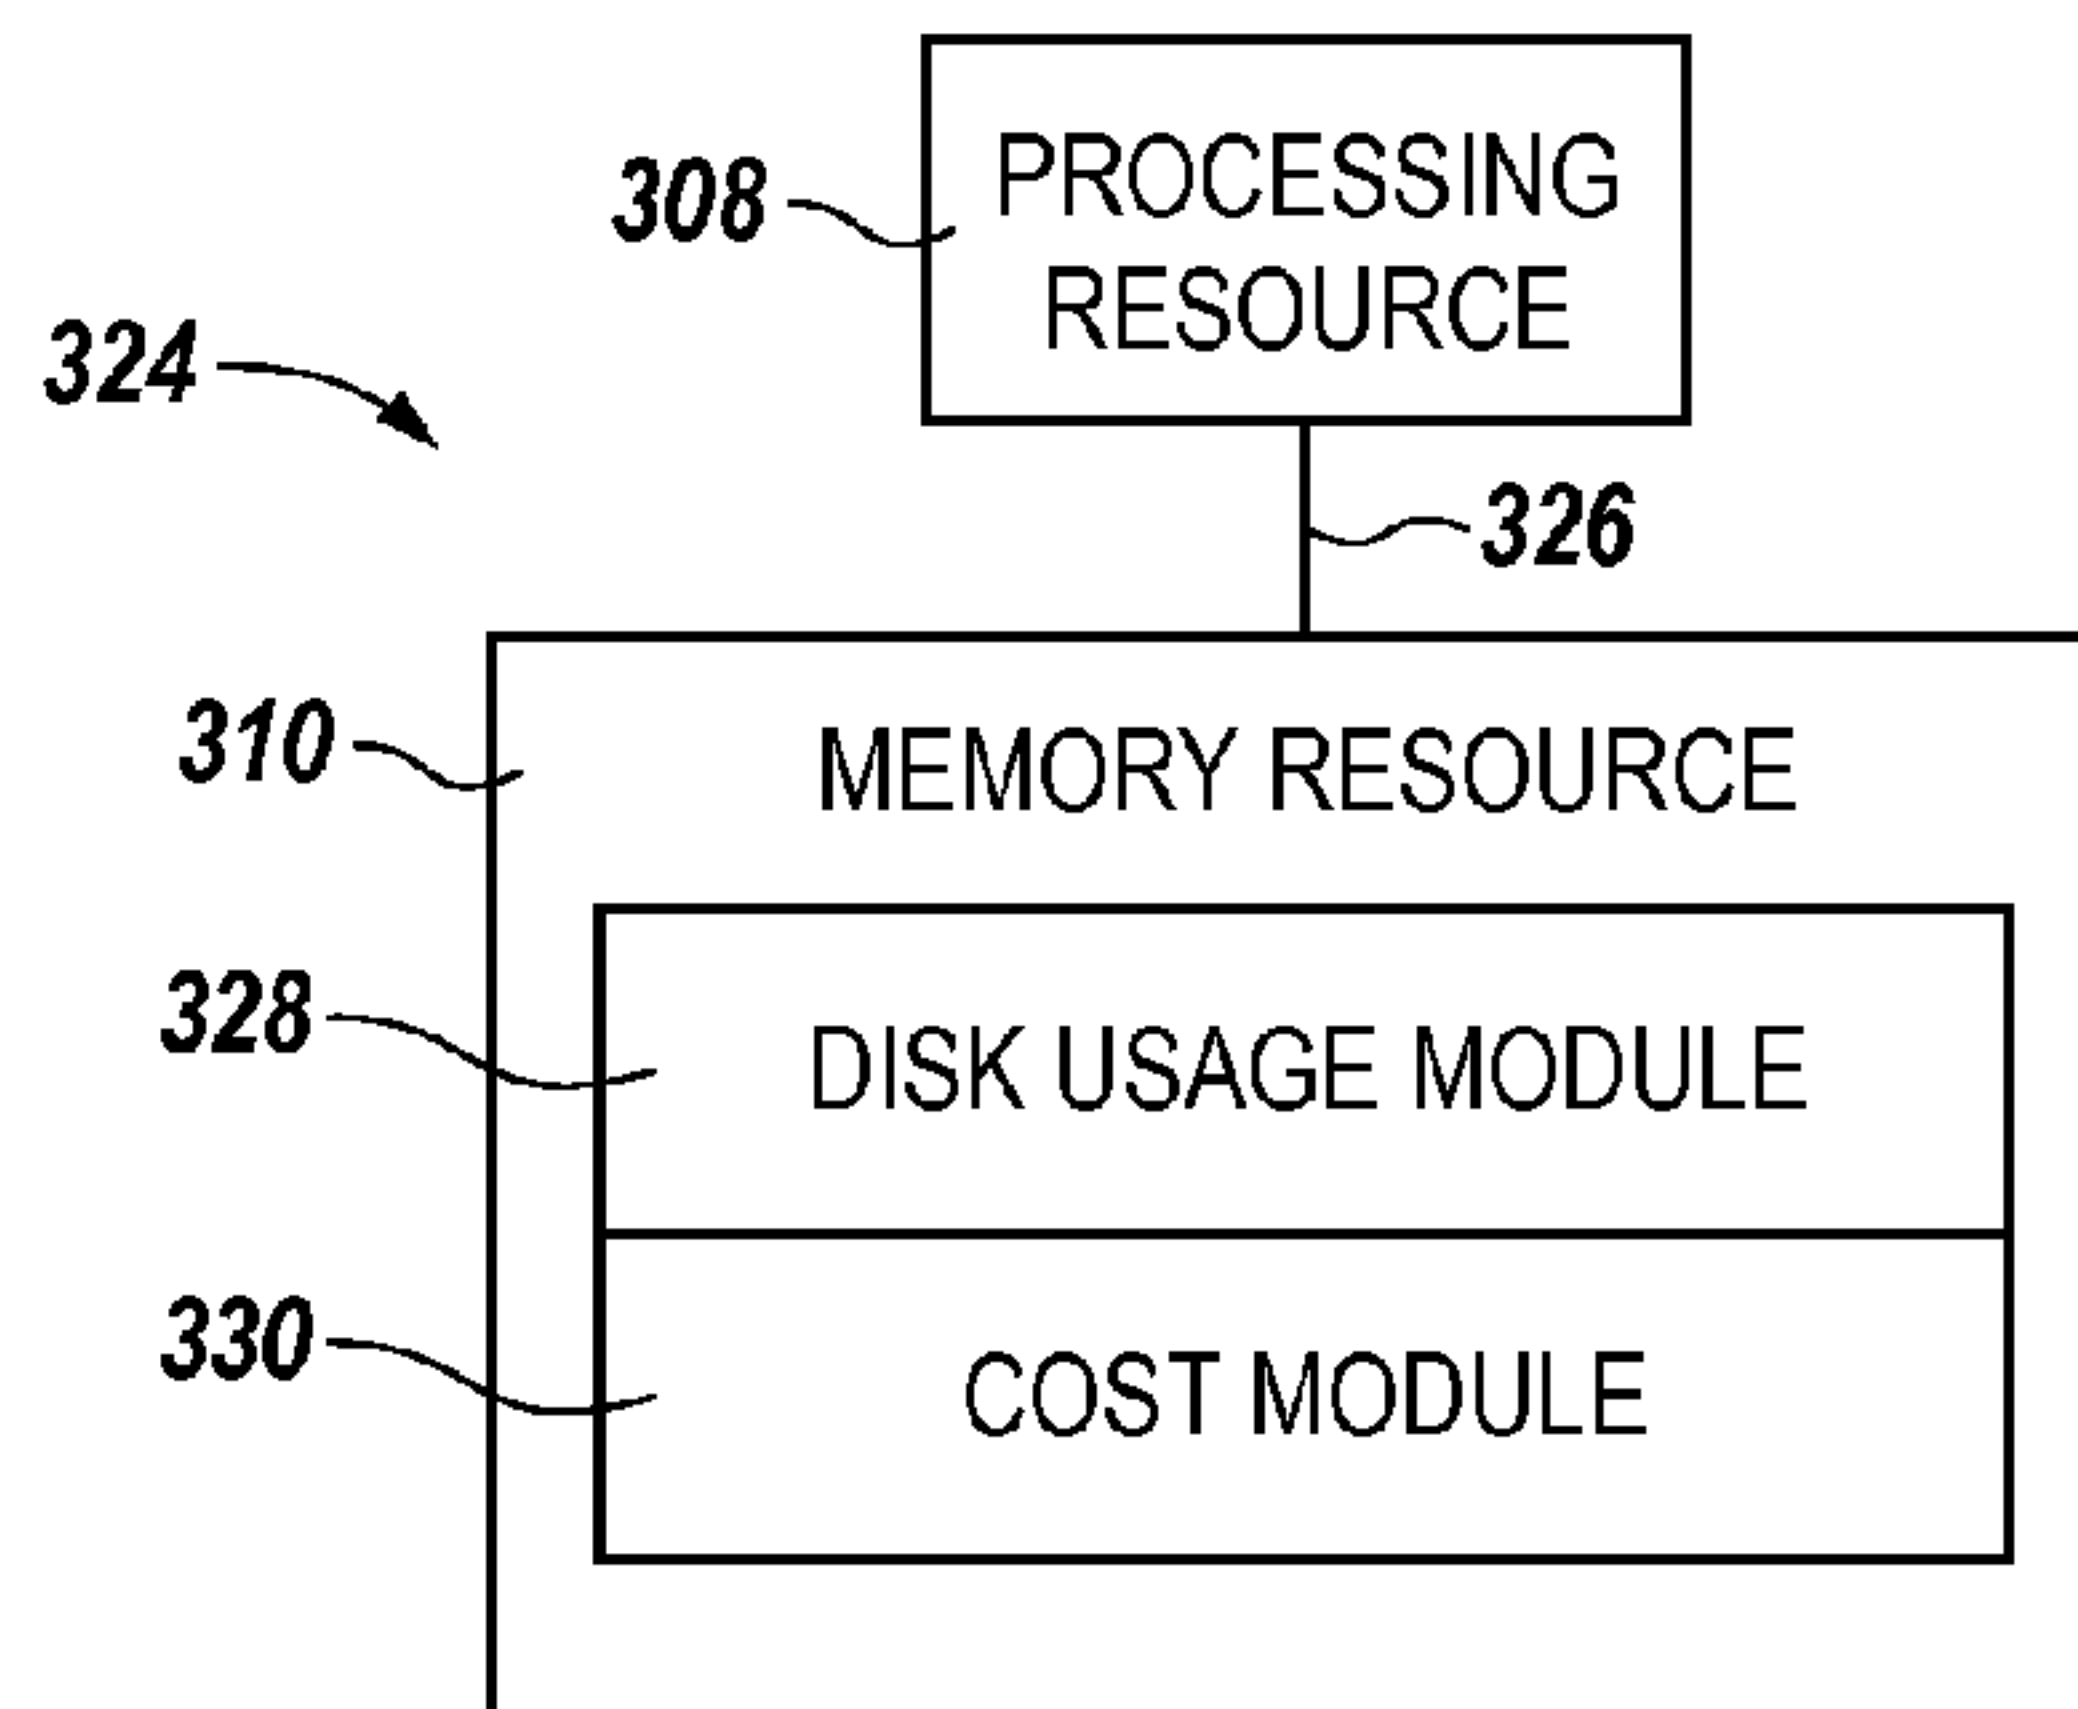 308
PROCESSING
RESOURCE
324
326
310
MEMORY RESOURCE
328
DISK USAGE MODULE
330
COST MODULE